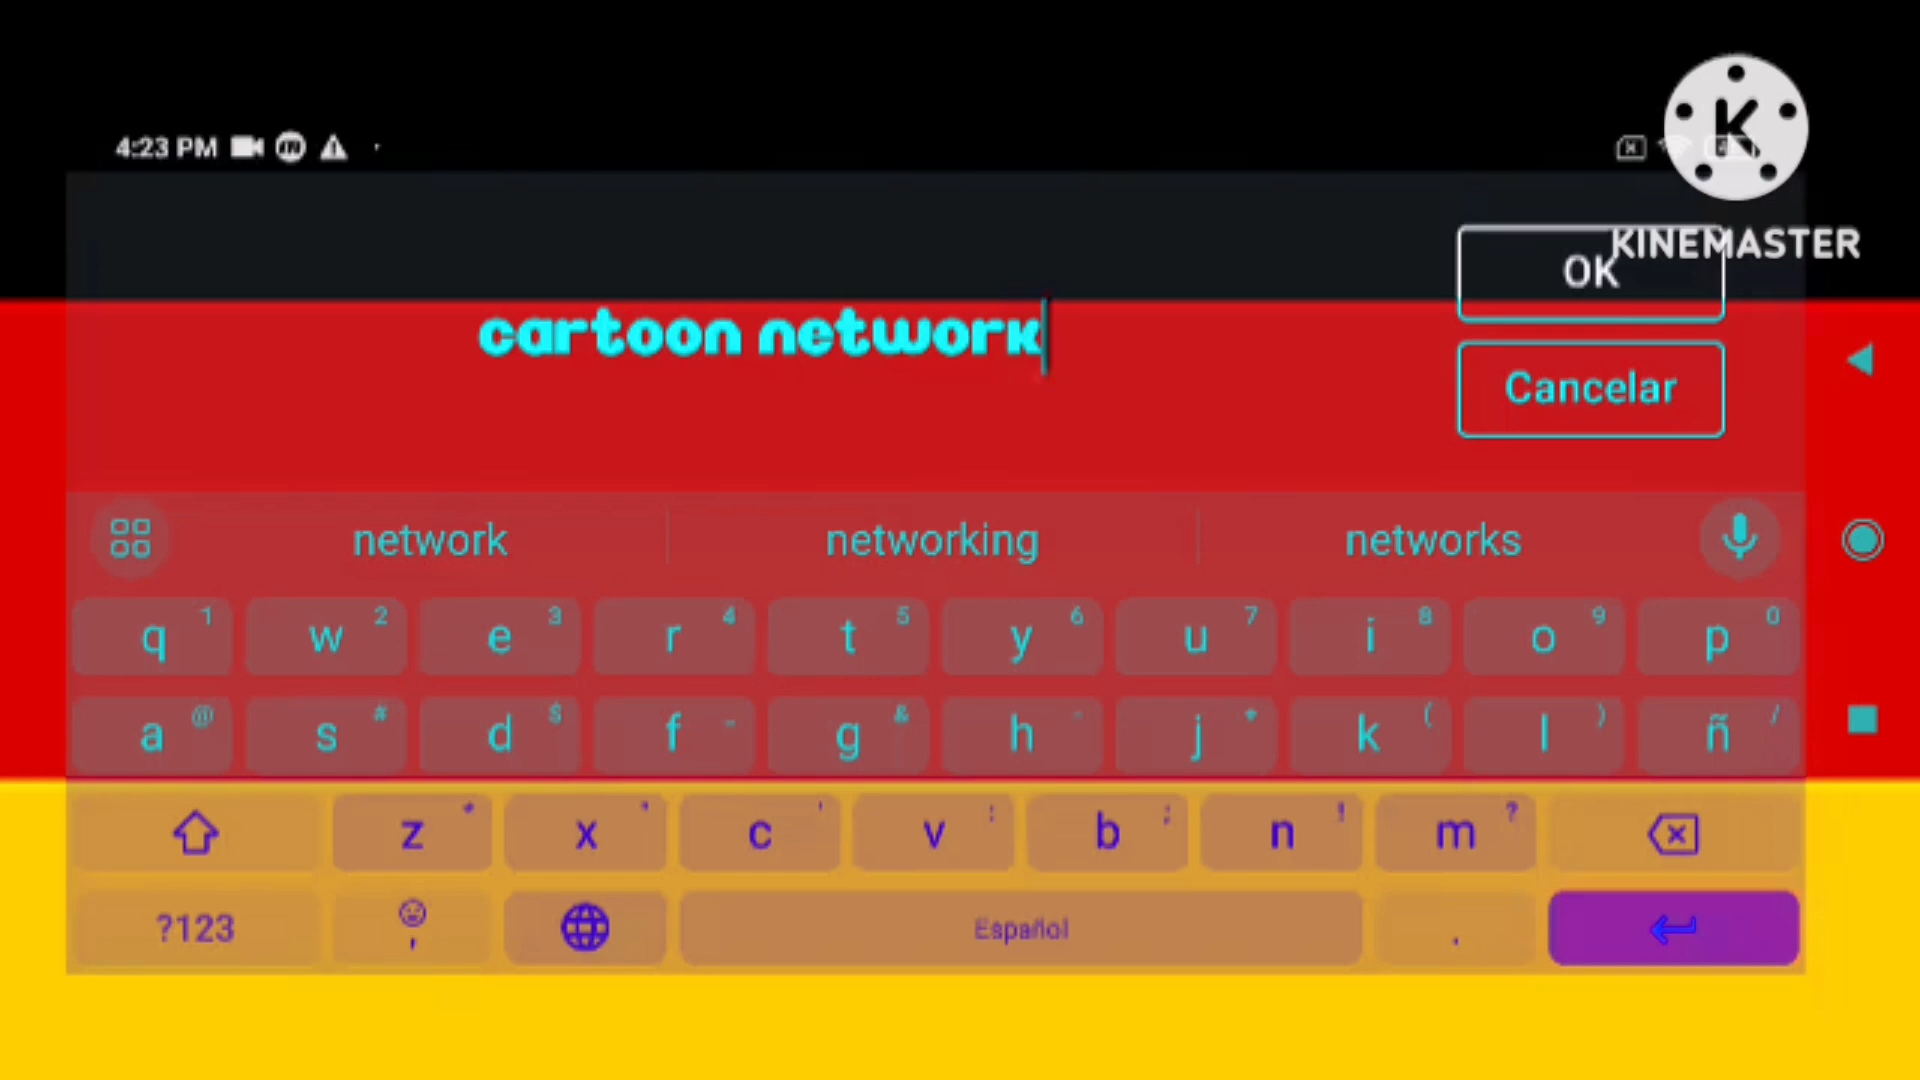 4:23 PM
K
KINEMASTER
OK
cartoon network
Cancelar
network networking networks
q 1 w 2 e 3 r 4 t 5 y 6 u 7 i 8 o 9 p 0
a @ s # d $ f g & h - j + k ( l ) ñ /
z * x " c ' v : b ; n ! m ?
?123 , Español .